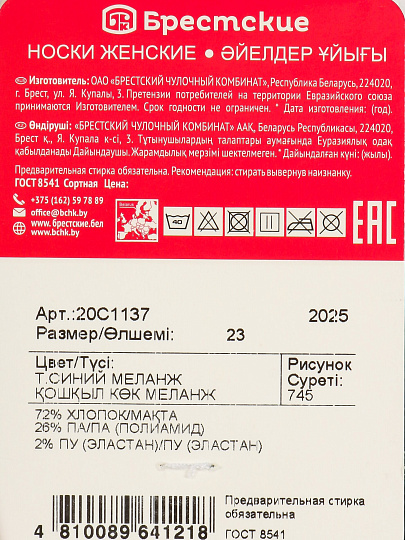 Брестские
НОСКИ ЖЕНСКИЕ • ӘЙЕЛДЕР ҰЙЫҒЫ
Изготовитель: ОАО «БРЕСТСКИЙ ЧУЛОЧНЫЙ КОМБИНАТ», Республика Беларусь, 224020,
г. Брест, ул. Я. Купалы, 3. Претензии потребителей на территории Евразийского союза
принимаются Изготовителем. Срок годности не ограничен. * Дата изготовления: (год).
Өндіруші: «БРЕСТСКИЙ ЧУЛОЧНЫЙ КОМБИНАТ» ААҚ, Беларусь Республикасы, 224020,
Брест қ., Я. Купала к-сі, 3. Тұтынушылардың талаптары аумағында Еуразиялық одақ
қабылданады Дайындаушы. Жарамдылық мерзімі шектелмеген. * Дайындалған күні: (жылы).
Предварительная стирка обязательна. Рекомендация: стирать вывернув наизнанку.
ГОСТ 8541 Сортная Цена:
+375 (162) 59 78 89
office@bchk.by
www.брестские.бел
www.bchk.by
40
EAC
Арт.:20С1137 2025
Размер/Өлшемі: 23
Цвет/Түсі:
Т.СИНИЙ МЕЛАНЖ
ҚОШҚЫЛ КӨК МЕЛАНЖ
Рисунок
Суреті:
745
72% ХЛОПОК/МАҚТА
26% ПА/ПА (ПОЛИАМИД)
2% ПУ (ЭЛАСТАН)/ПУ (ЭЛАСТАН)
Предварительная стирка
обязательна
ГОСТ 8541
4 810089 641218